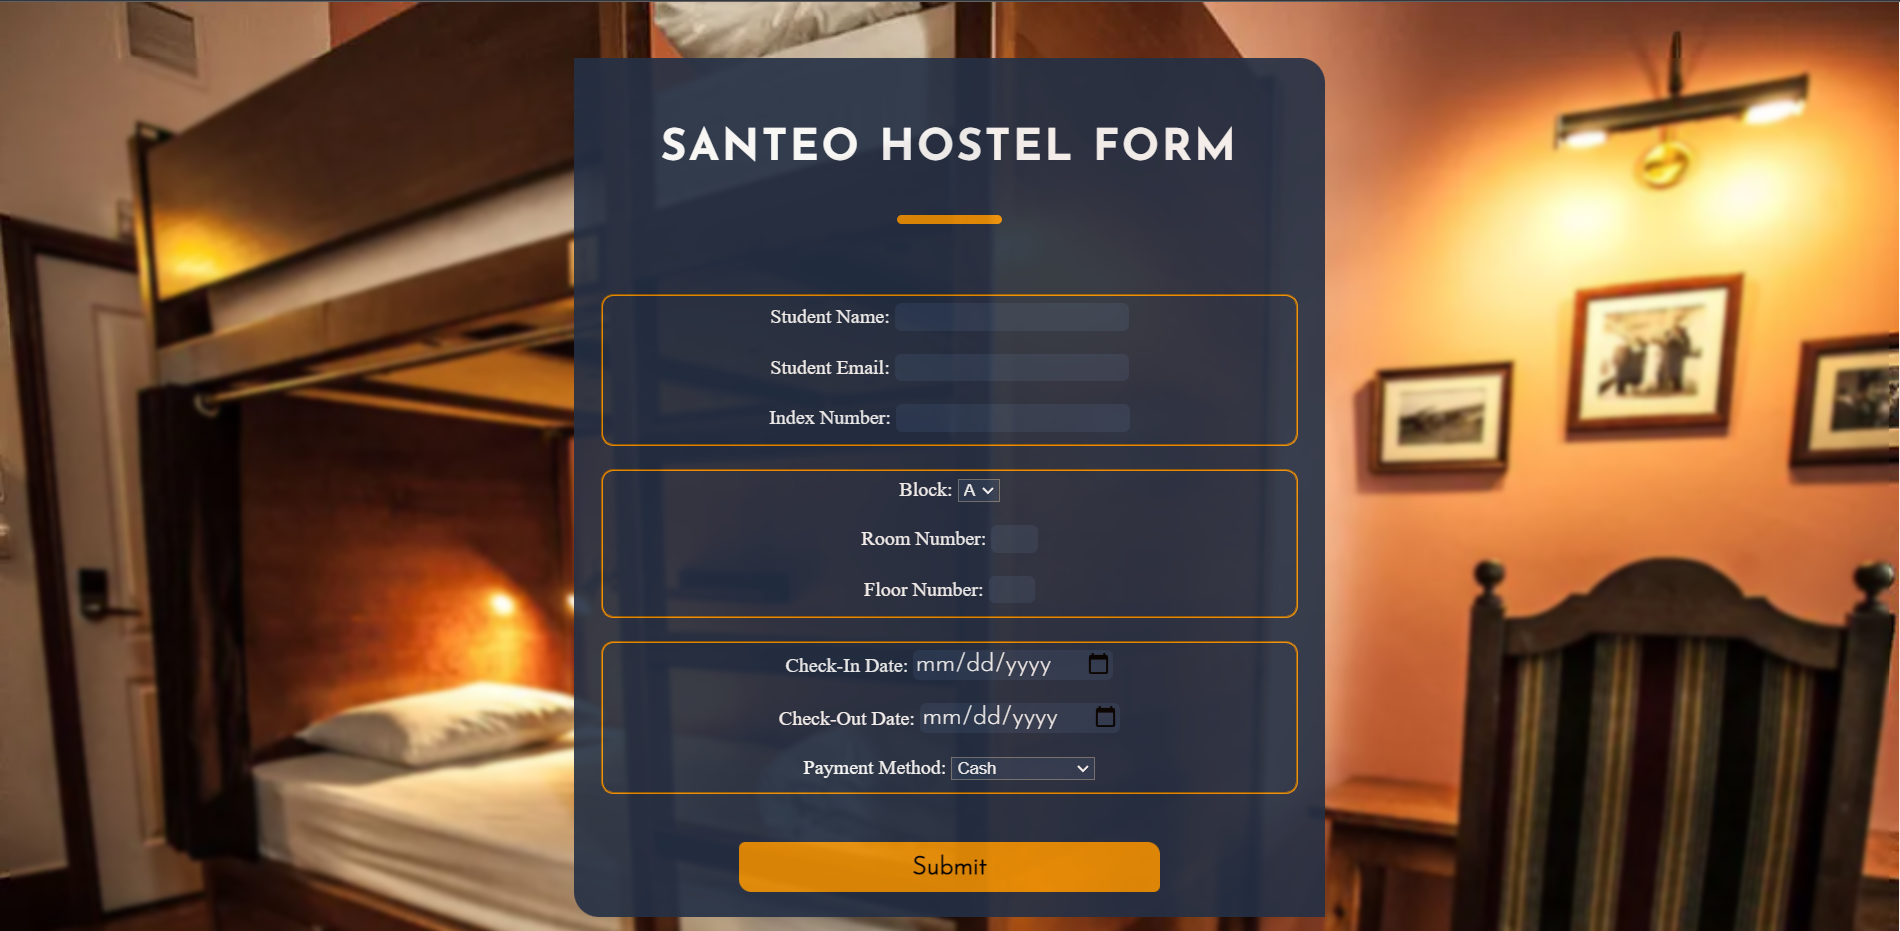 SANTEO HOSTEL FORM
Student Name:
Student Email:
Index Number:
Block: A
Room Number:
Floor Number:
Check-In Date: mm/dd/yyyy
Check-Out Date: mm/dd/yyyy
Payment Method: Cash
Submit